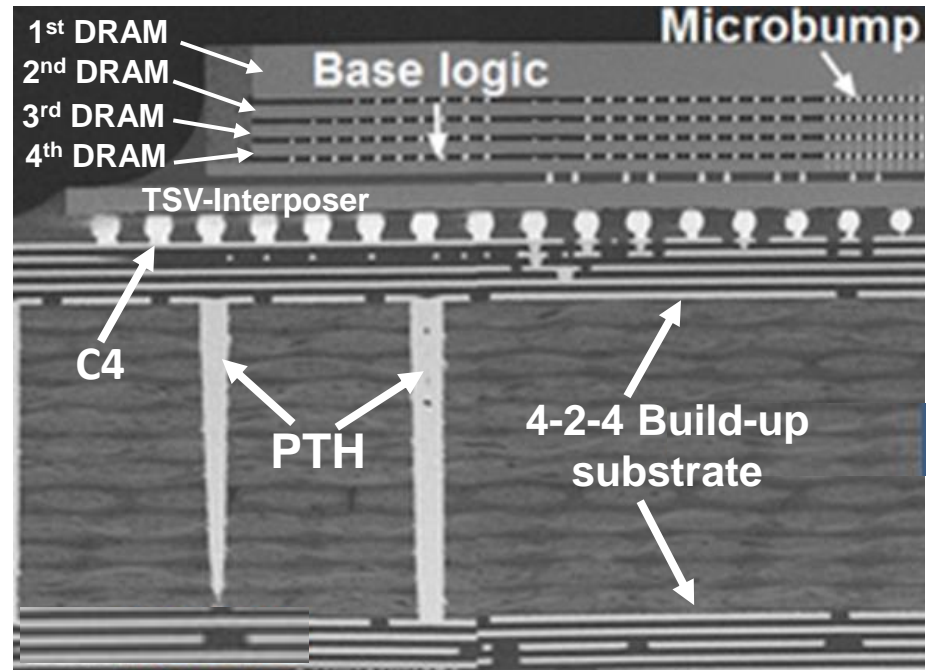 1st DRAM
2nd DRAM
3rd DRAM
4th DRAM
Base logic
Microbump
TSV-Interposer
C4
PTH
4-2-4 Build-up
substrate